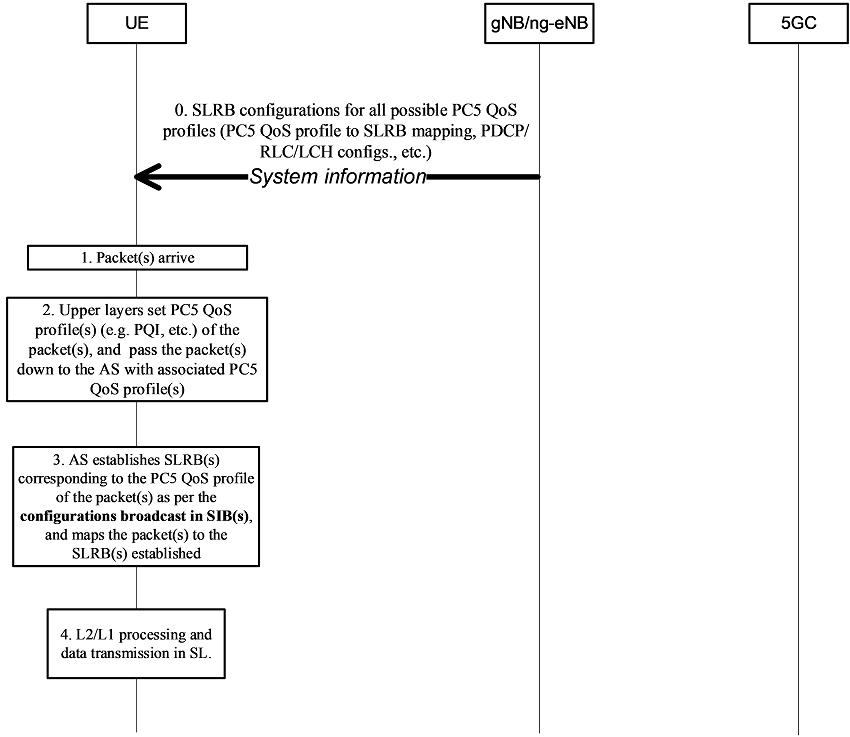 UE
gNB/ng-eNB
5GC
0. SLRB configurations for all possible PC5 QoS
profiles (PC5 QoS profile to SLRB mapping, PDCP/
RLC/LCH configs., etc.)
System information
1. Packet(s) arrive
2. Upper layers set PC5 QoS
profile(s) (e.g. PQI, etc.) of the
packet(s), and pass the packet(s)
down to the AS with associated PC5
QoS profile(s)
3. AS establishes SLRB(s)
corresponding to the PC5 QoS profile
of the packet(s) as per the
configurations broadcast in SIB(s),
and maps the packet(s) to the
SLRB(s) established
4. L2/L1 processing and
data transmission in SL.